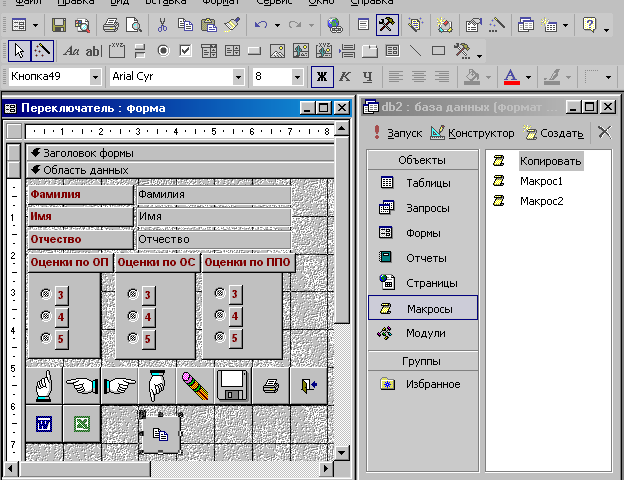 Файл Правка Вид Вставка Формат Сервис Окно Справка
Aa ab|
Кнопка49 Arial Cyr 8 Ж К Ч
Переключатель : форма
1 2 3 4 5 6 7 8
Заголовок формы
Область данных
Фамилия Фамилия
Имя Имя
Отчество Отчество
Оценки по ОП Оценки по ОС Оценки по ППО
3 3 3
4 4 4
5 5 5
1
2
3
4
5
6
7
db2 : база данных (формат ...
Запуск Конструктор Создать
Объекты
Таблицы
Запросы
Формы
Отчеты
Страницы
Макросы
Модули
Группы
Избранное
Копировать
Макрос1
Макрос2